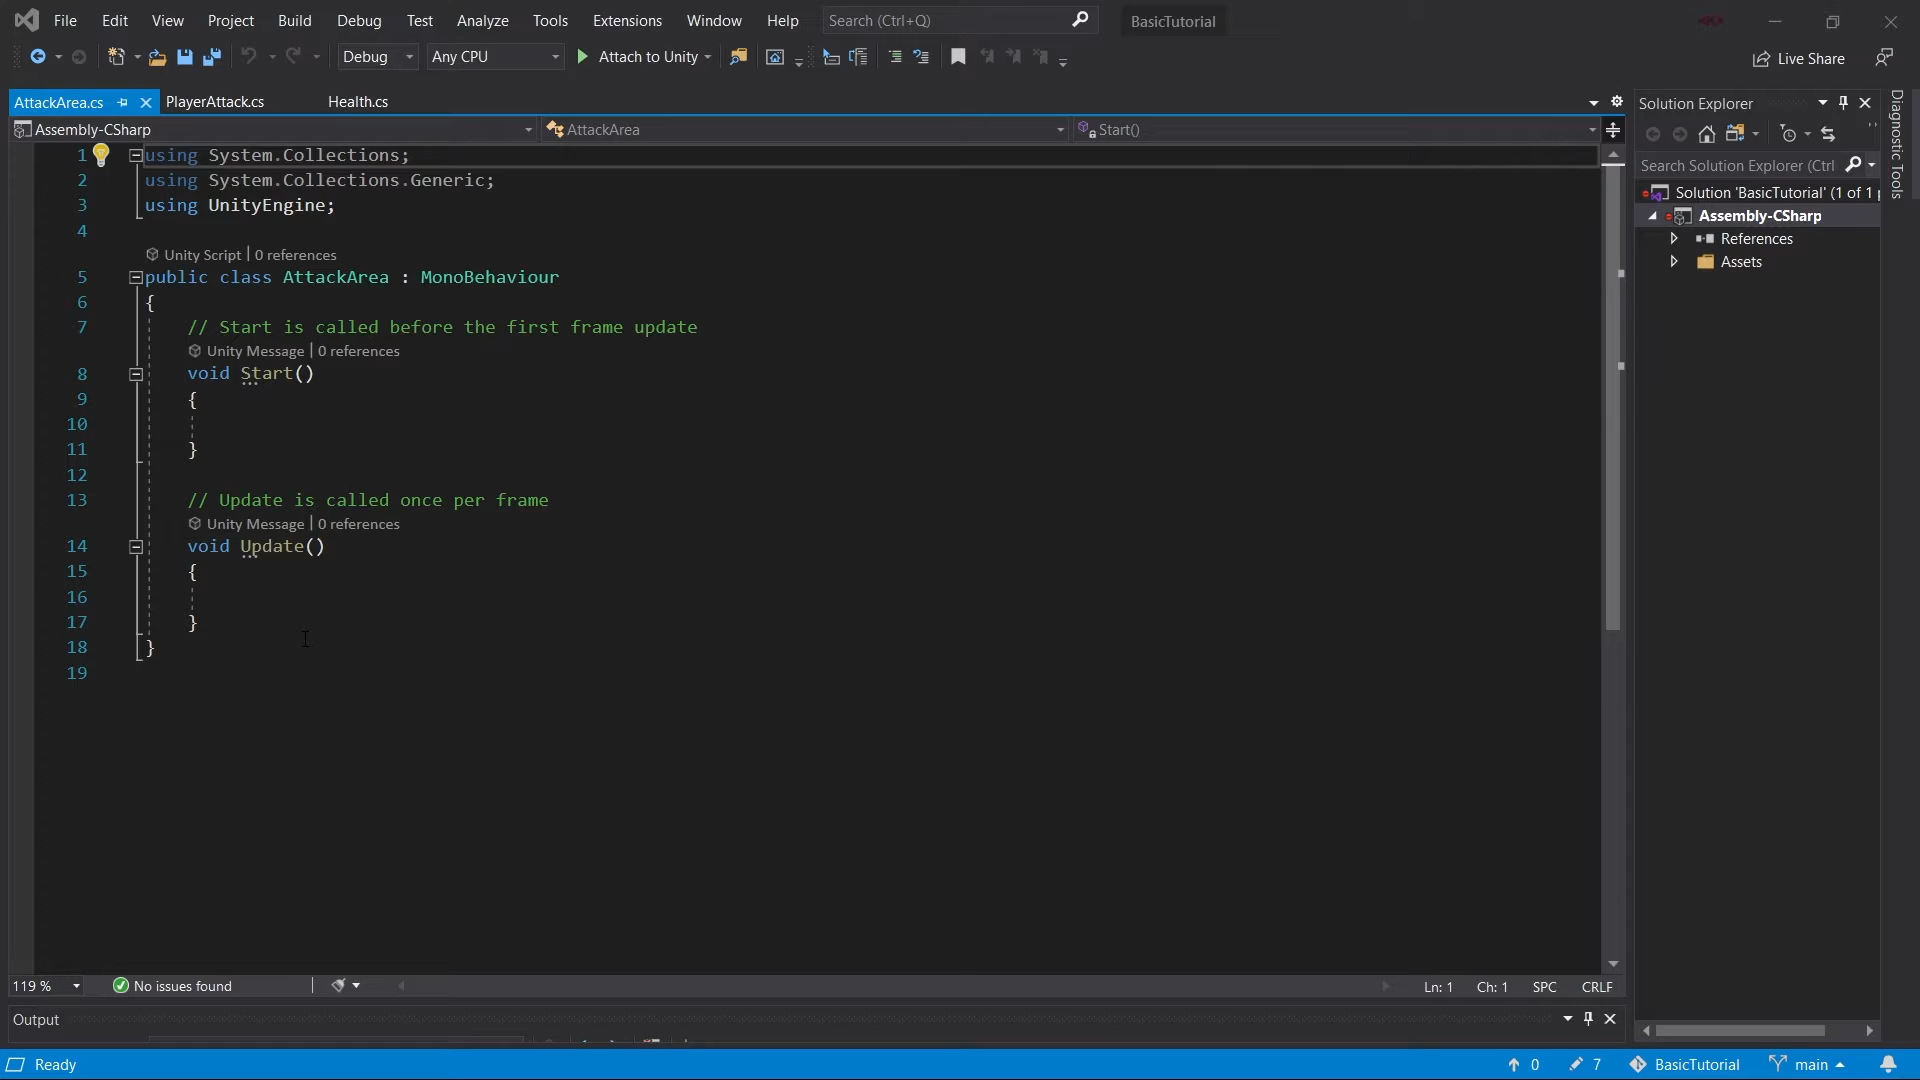 File Edit View Project Build Debug Test Analyze Tools Extensions Window Help Search (Ctrl+Q) BasicTutorial
Debug Any CPU Attach to Unity Live Share
AttackArea.cs PlayerAttack.cs Health.cs
Solution Explorer
Diagnostic Tools
Assembly-CSharp AttackArea Start()
Search Solution Explorer (Ctrl
Solution 'BasicTutorial' (1 of 1 p
Assembly-CSharp
References
Assets
1 using System.Collections;
2 using System.Collections.Generic;
3 using UnityEngine;
4
Unity Script | 0 references
5 public class AttackArea : MonoBehaviour
6 {
7 // Start is called before the first frame update
Unity Message | 0 references
8 void Start()
9 {
10
11 }
12
13 // Update is called once per frame
Unity Message | 0 references
14 void Update()
15 {
16
17 }
18 }
19
119 % No issues found Ln: 1 Ch: 1 SPC CRLF
Output
Ready 0 7 BasicTutorial main